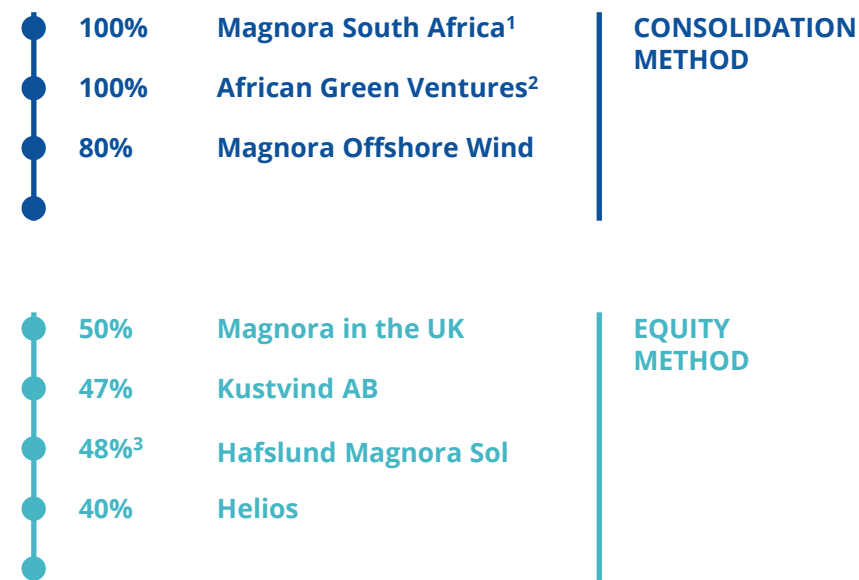 100% Magnora South Africa¹
100% African Green Ventures²
80% Magnora Offshore Wind
CONSOLIDATION
METHOD
50% Magnora in the UK
47% Kustvind AB
48%³ Hafslund Magnora Sol
40% Helios
EQUITY
METHOD